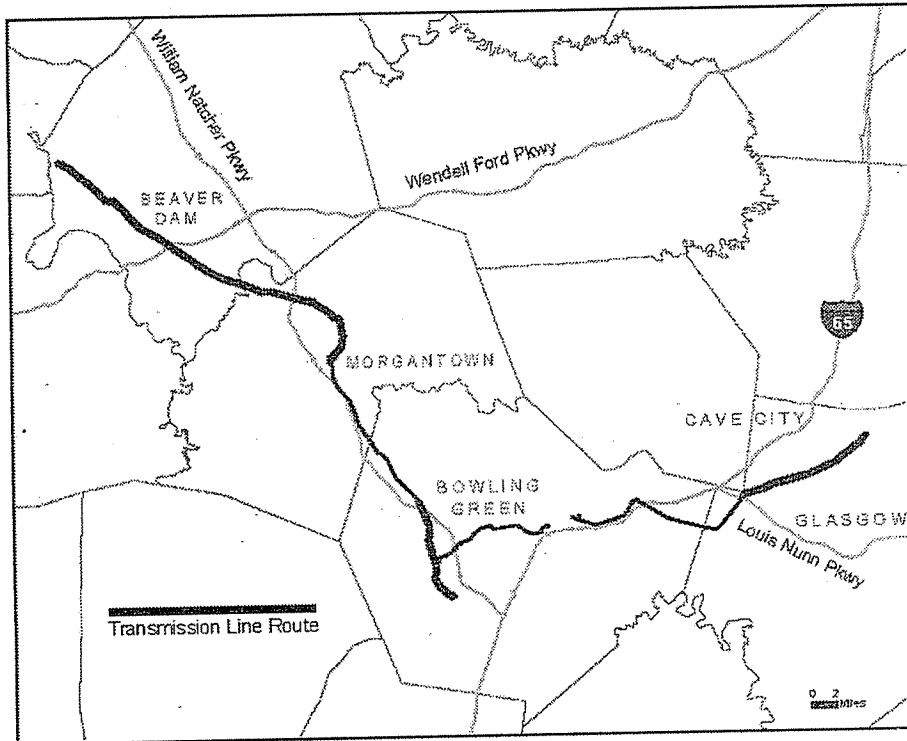 William Natcher Pkwy
Wendell Ford Pkwy
BEAVER
DAM
65
MORGANTOWN
CAVE CITY
BOWLING
GREEN
GLASGOW
Louis Nunn Pkwy
Transmission Line Route
0 2
Miles